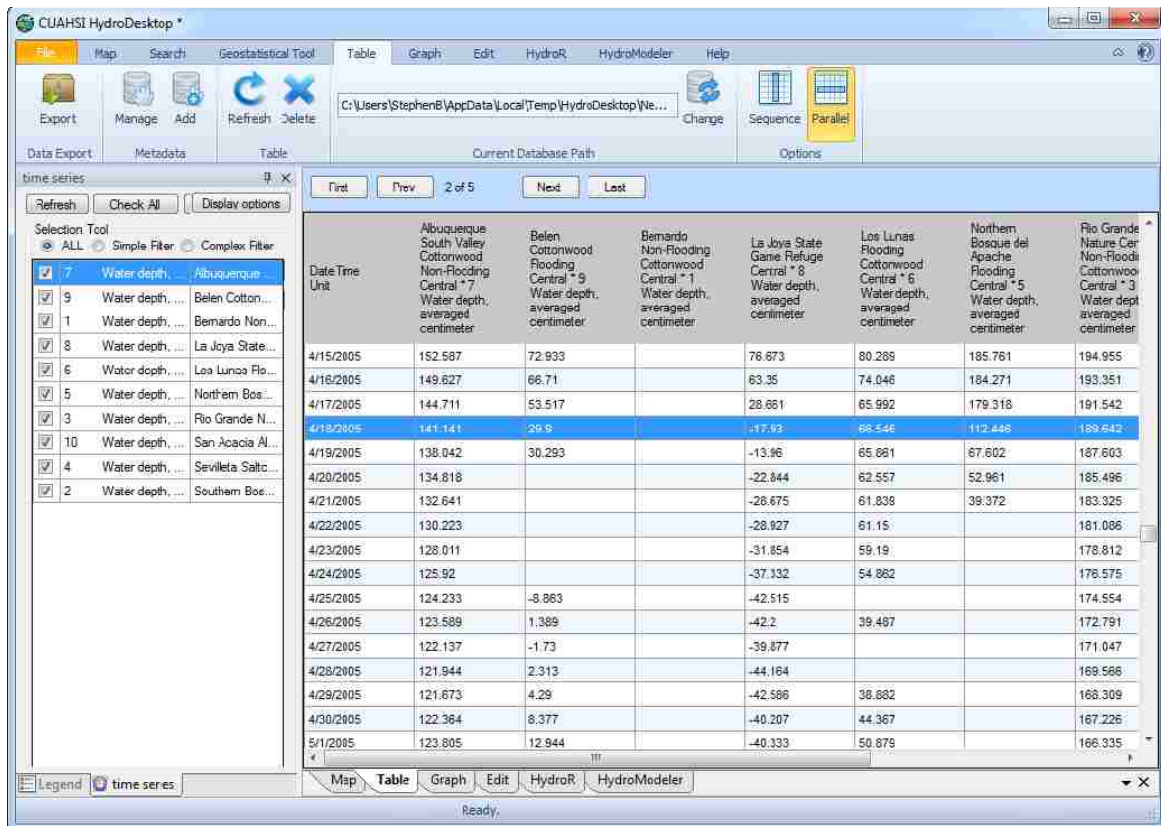 CUAHSI HydroDesktop *
File Map Search Geostatistical Tool Table Graph Edit HydroR HydroModeler Help
Export Manage Add Refresh Delete C:\Users\StephenB\AppData\Local\Temp\HydroDesktop\Ne... Change Sequence Parallel
Data Export Metadata Table Current Database Path Options
time series
Refresh Check All Display options
Selection Tool
ALL Simple Filter Complex Filter
7 Water depth, ... Albuquerque ...
9 Water depth, ... Belen Cotton...
1 Water depth, ... Bernardo Non...
8 Water depth, ... La Joya State...
6 Water depth, ... Los Lunas Flo...
5 Water depth, ... Northern Bos...
3 Water depth, ... Rio Grande N...
10 Water depth, ... San Acacia Al...
4 Water depth, ... Sevilleta Saltc...
2 Water depth, ... Southern Bos...
Legend time series
First Prev 2 of 5 Next Last
Date Time
Unit
Albuquerque
South Valley
Cottonwood
Non-Flooding
Central * 7
Water depth,
averaged
centimeter
Belen
Cottonwood
Flooding
Central * 9
Water depth,
averaged
centimeter
Bernardo
Non-Flooding
Cottonwood
Central * 1
Water depth,
averaged
centimeter
La Joya State
Game Refuge
Central * 8
Water depth,
averaged
centimeter
Los Lunas
Flooding
Cottonwood
Central * 6
Water depth,
averaged
centimeter
Northern
Bosque del
Apache
Flooding
Central * 5
Water depth,
averaged
centimeter
Rio Grande
Nature Cen
Non-Floodi
Cottonwoo
Central * 3
Water dept
averaged
centimeter
4/15/2005 152.587 72.933 76.673 80.289 185.761 194.955
4/16/2005 149.627 66.71 63.35 74.046 184.271 193.351
4/17/2005 144.711 53.517 28.661 65.992 179.318 191.542
4/18/2005 141.141 29.9 -17.93 66.546 112.446 189.642
4/19/2005 138.042 30.293 -13.96 65.861 67.602 187.603
4/20/2005 134.818 -22.844 62.557 52.961 185.496
4/21/2005 132.641 -28.675 61.839 39.372 183.325
4/22/2005 130.223 -28.927 61.15 181.086
4/23/2005 128.011 -31.854 59.19 178.812
4/24/2005 125.92 -37.332 54.862 176.575
4/25/2005 124.233 -8.863 -42.515 174.554
4/26/2005 123.589 1.389 -42.2 39.487 172.791
4/27/2005 122.137 -1.73 -39.877 171.047
4/28/2005 121.944 2.313 -44.164 169.566
4/29/2005 121.673 4.29 -42.586 38.882 168.309
4/30/2005 122.364 8.377 -40.207 44.367 167.226
5/1/2005 123.805 12.944 -40.333 50.879 166.335
Map Table Graph Edit HydroR HydroModeler
Ready.